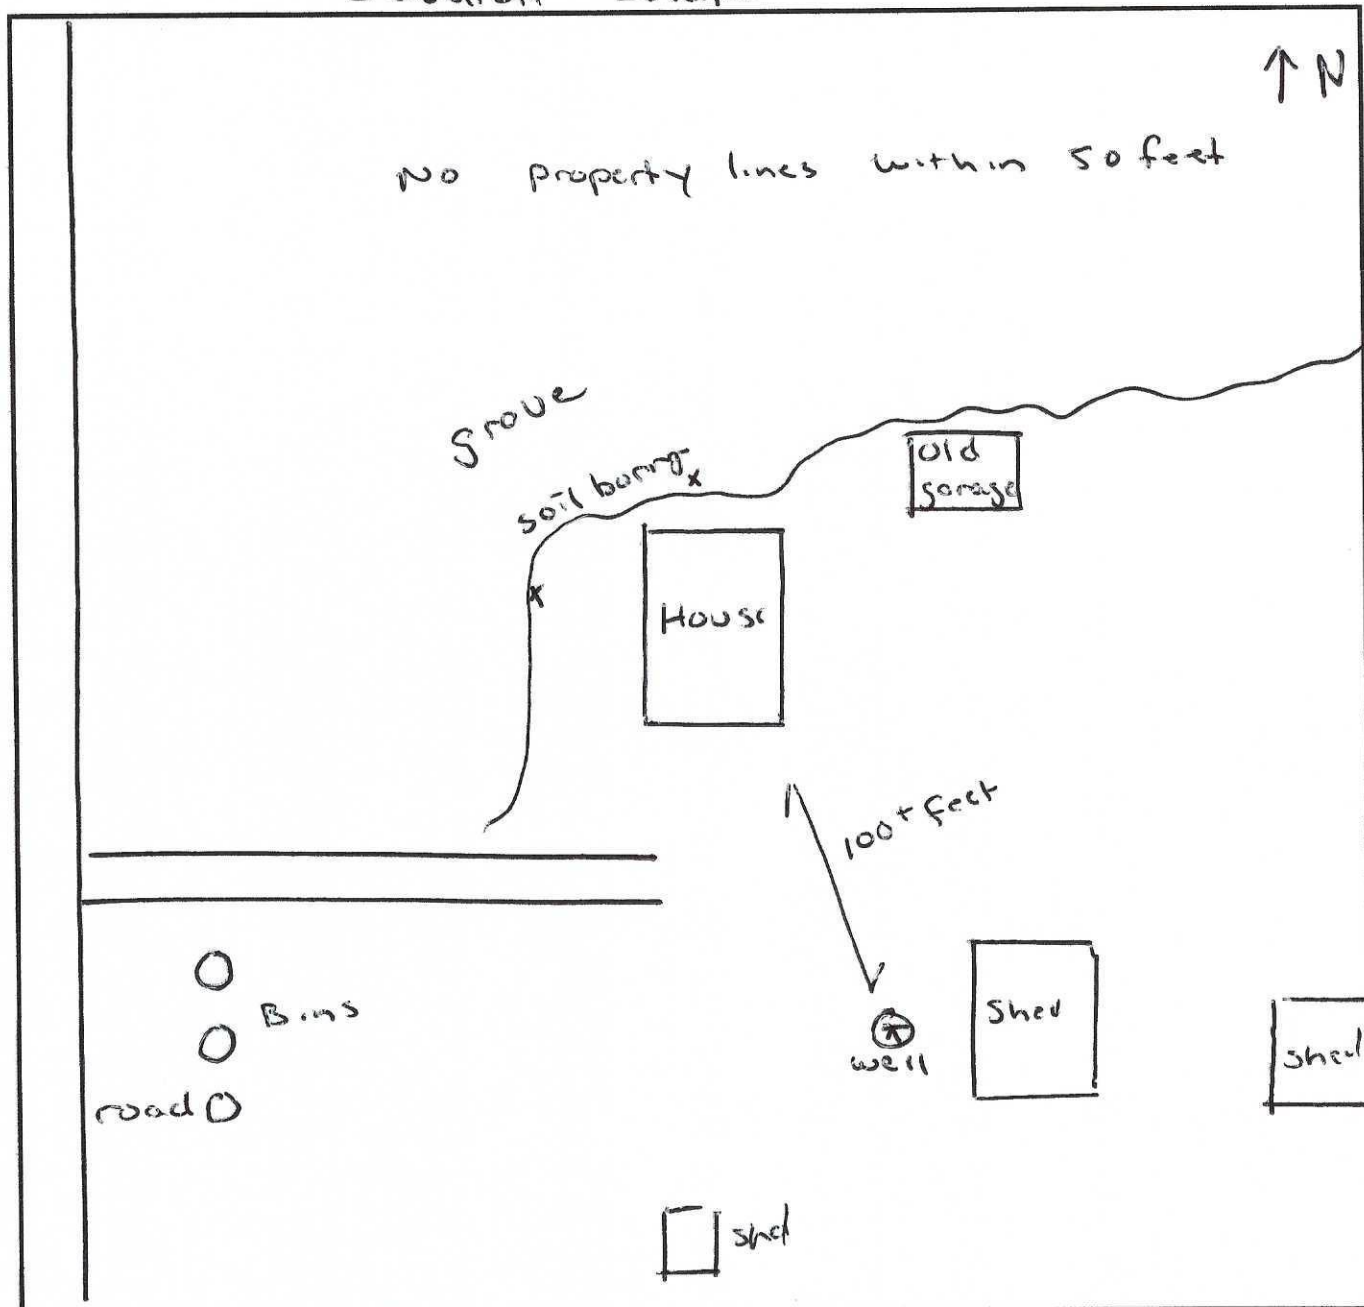 ↑ N
No property lines within 50 feet
grove
soil boring
x
x
old
garage
House
100+ feet
Bins
well
Shed
shed
road
shd